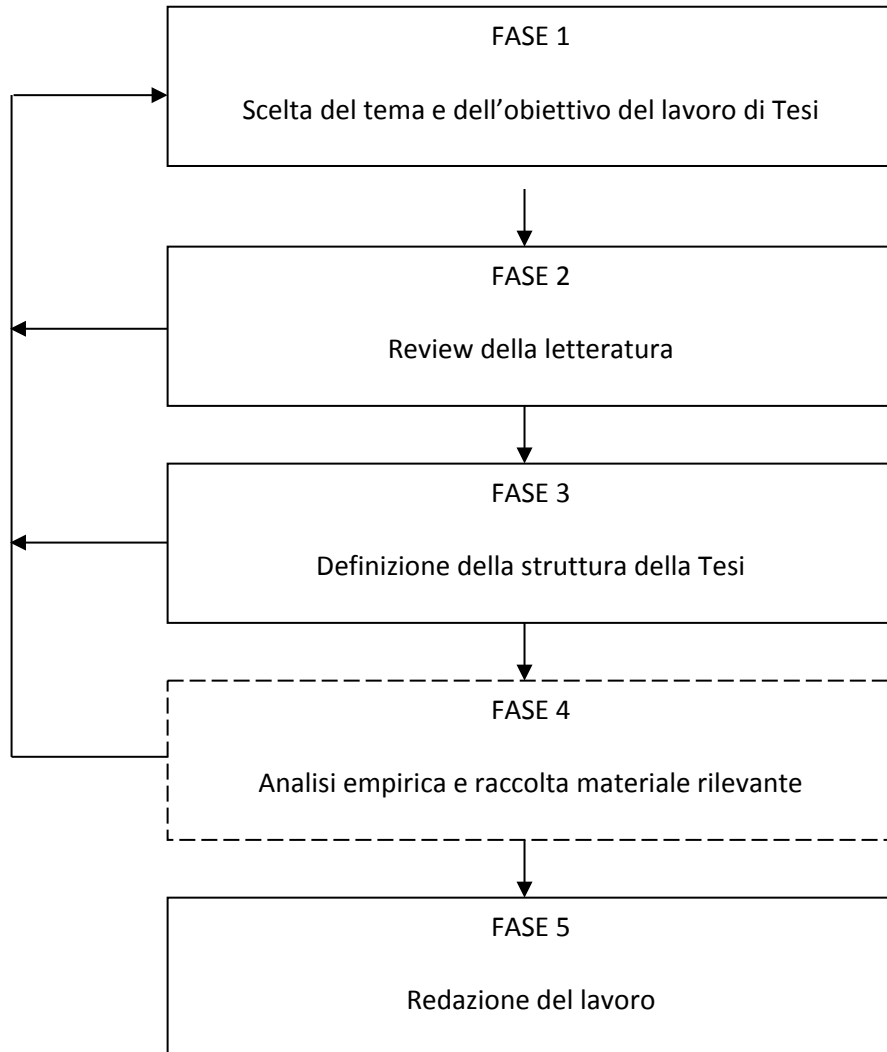 FASE 1
Scelta del tema e dell’obiettivo del lavoro di Tesi
FASE 2
Review della letteratura
FASE 3
Definizione della struttura della Tesi
FASE 4
Analisi empirica e raccolta materiale rilevante
FASE 5
Redazione del lavoro